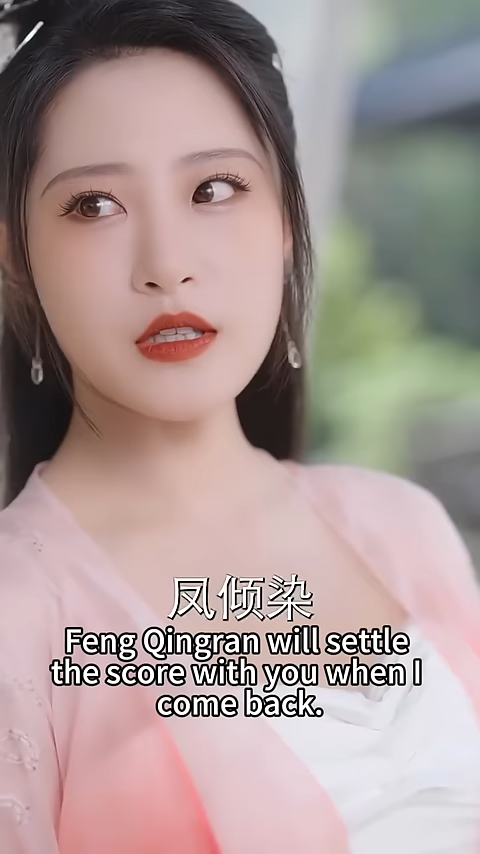 凤倾染
Feng Qingran will settle
the score with you when I
come back.